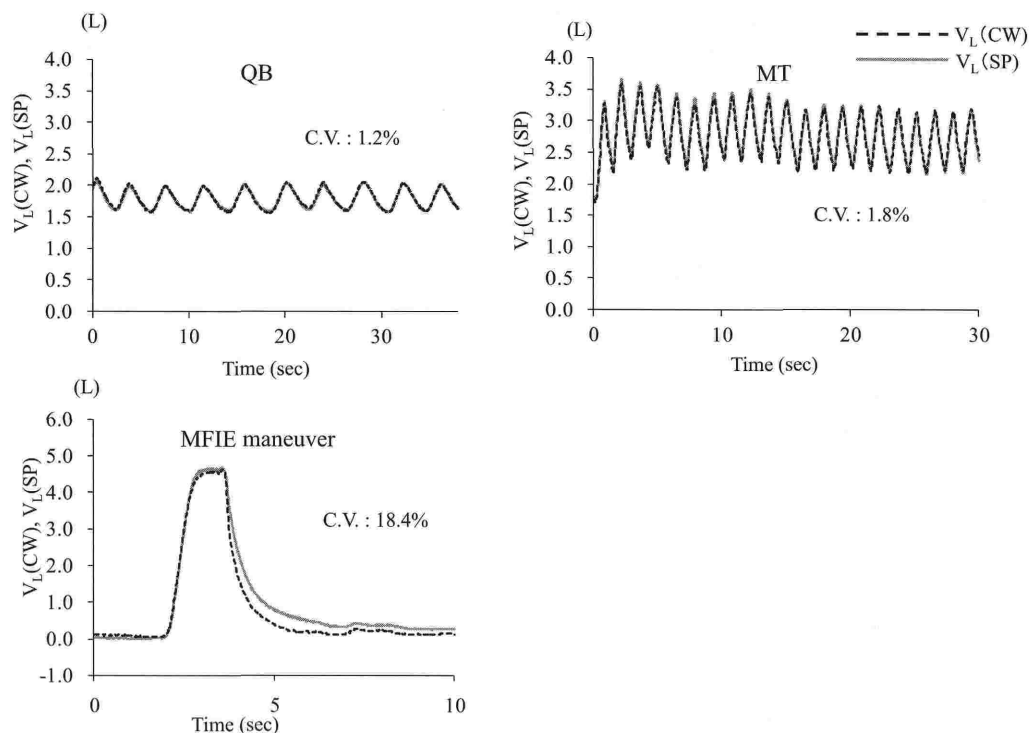 (L)
QB
C.V. : 1.2%
V_L(CW), V_L(SP)
4.0
3.5
3.0
2.5
2.0
1.5
1.0
0.5
0.0
0 10 20 30
Time (sec)
(L)
V_L(CW)
V_L(SP)
MT
C.V. : 1.8%
V_L(CW), V_L(SP)
4.0
3.5
3.0
2.5
2.0
1.5
1.0
0.5
0.0
0 10 20 30
Time (sec)
(L)
MFIE maneuver
C.V. : 18.4%
V_L(CW), V_L(SP)
6.0
5.0
4.0
3.0
2.0
1.0
0.0
-1.0
0 5 10
Time (sec)